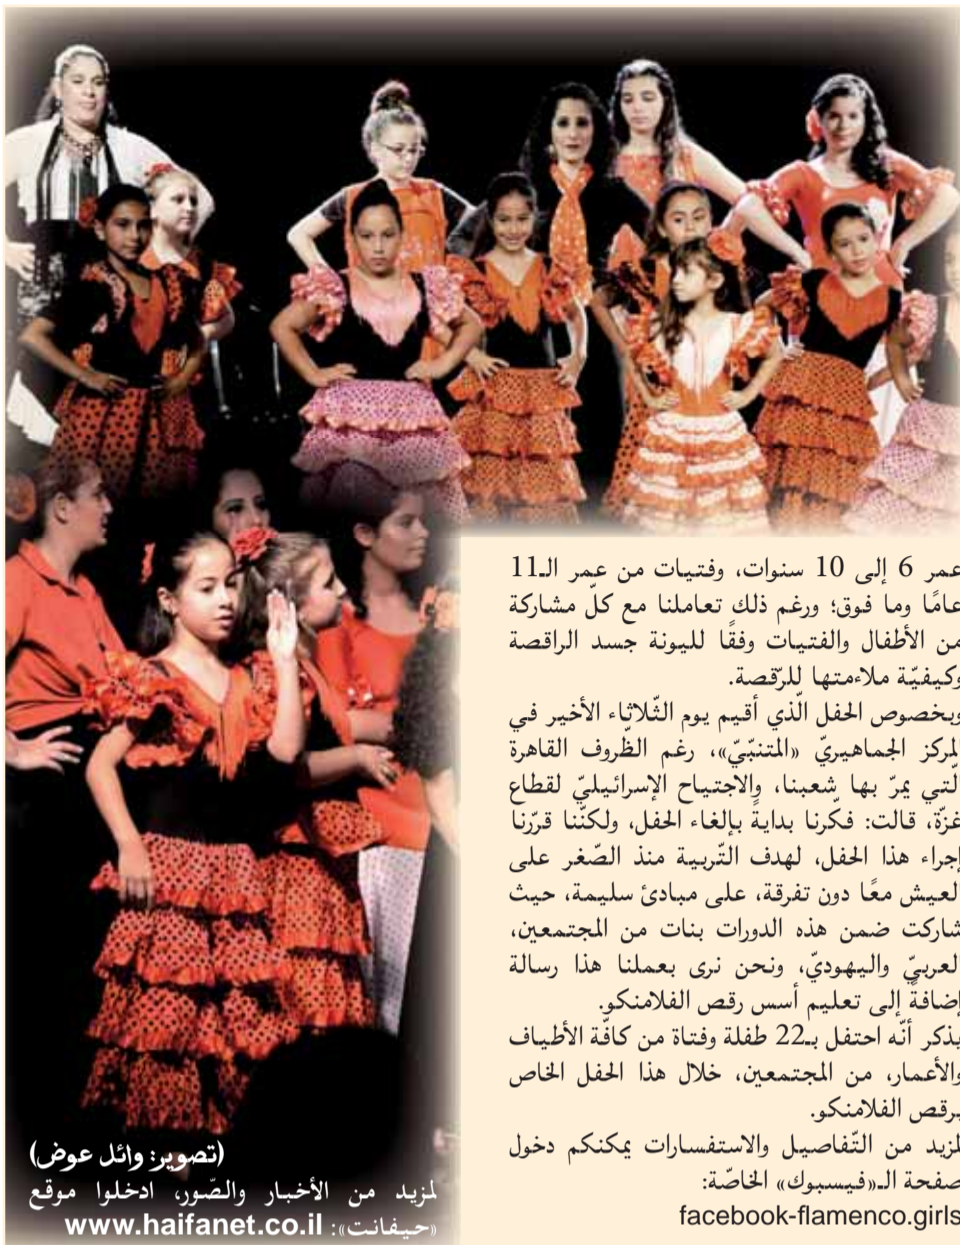 عمر 6 إلى 10 سنوات، وفتيات من عمر الـ11
عامًا وما فوق؛ ورغم ذلك تعاملنا مع كلّ مشاركة
من الأطفال والفتيات وفقًا لليونة جسد الراقصة
وكيفيّة ملاءمتها للرّقصة.
وبخصوص الحفل الّذي أقيم يوم الثّلاثاء الأخير في
المركز الجماهيريّ «المتنبّيّ»، رغم الظّروف القاهرة
الّتي يمرّ بها شعبنا، والاجتياح الإسرائيليّ لقطاع
غزّة، قالت: فكّرنا بدايةً بإلغاء الحفل، ولكنّنا قرّرنا
إجراء هذا الحفل، لهدف التّربية منذ الصّغر على
العيش معًا دون تفرقة، على مبادئ سليمة، حيث
شاركت ضمن هذه الدورات بنات من المجتمعين،
العربيّ واليهوديّ، ونحن نرى بعملنا هذا رسالة
إضافةً إلى تعليم أسس رقص الفلامنكو.
يذكر أنّه احتفل بـ22 طفلة وفتاة من كافّة الأطياف
والأعمار، من المجتمعين، خلال هذا الحفل الخاص
برقص الفلامنكو.
لمزيد من التّفاصيل والاستفسارات يمكنكم دخول
صفحة الـ«فيسبوك» الخاصّة:
facebook-flamenco.girls
(تصوير: وائل عوض)
لمزيد من الأخبار والصّور، ادخلوا موقع
«حيفانت»: www.haifanet.co.il